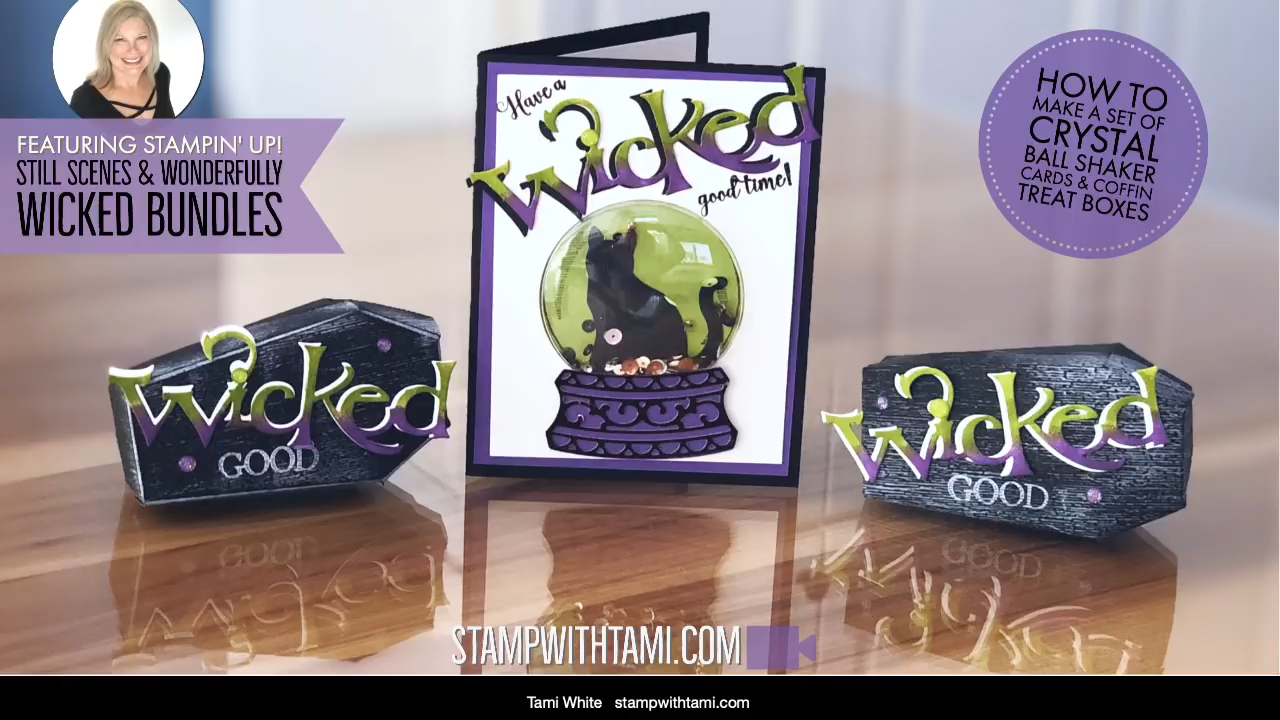 FEATURING STAMPIN' UP!
STILL SCENES & WONDERFULLY
WICKED BUNDLES
Have a
Wicked
good time!
HOW TO
MAKE A SET OF
CRYSTAL
BALL SHAKER
CARDS & COFFIN
TREAT BOXES
Wicked
GOOD
Wicked
GOOD
STAMPWITHTAMI.COM
Tami White stampwithtami.com